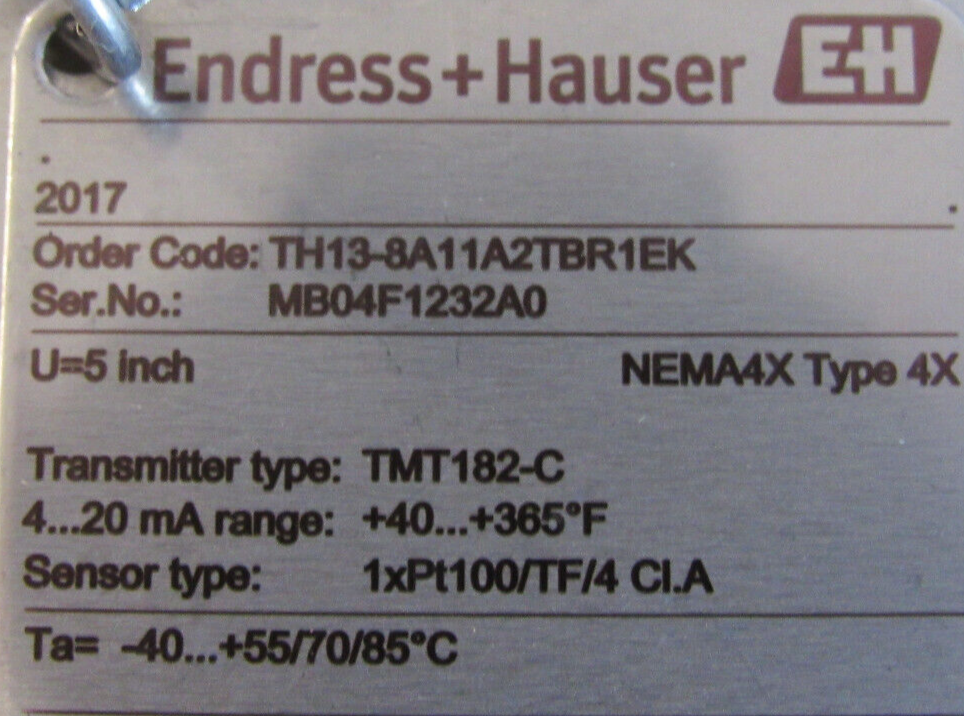 Endress+Hauser EH
.
2017 .
Order Code: TH13-8A11A2TBR1EK
Ser.No.: MB04F1232A0
U=5 inch NEMA4X Type 4X
Transmitter type: TMT182-C
4...20 mA range: +40...+365°F
Sensor type: 1xPt100/TF/4 Cl.A
Ta= -40...+55/70/85°C